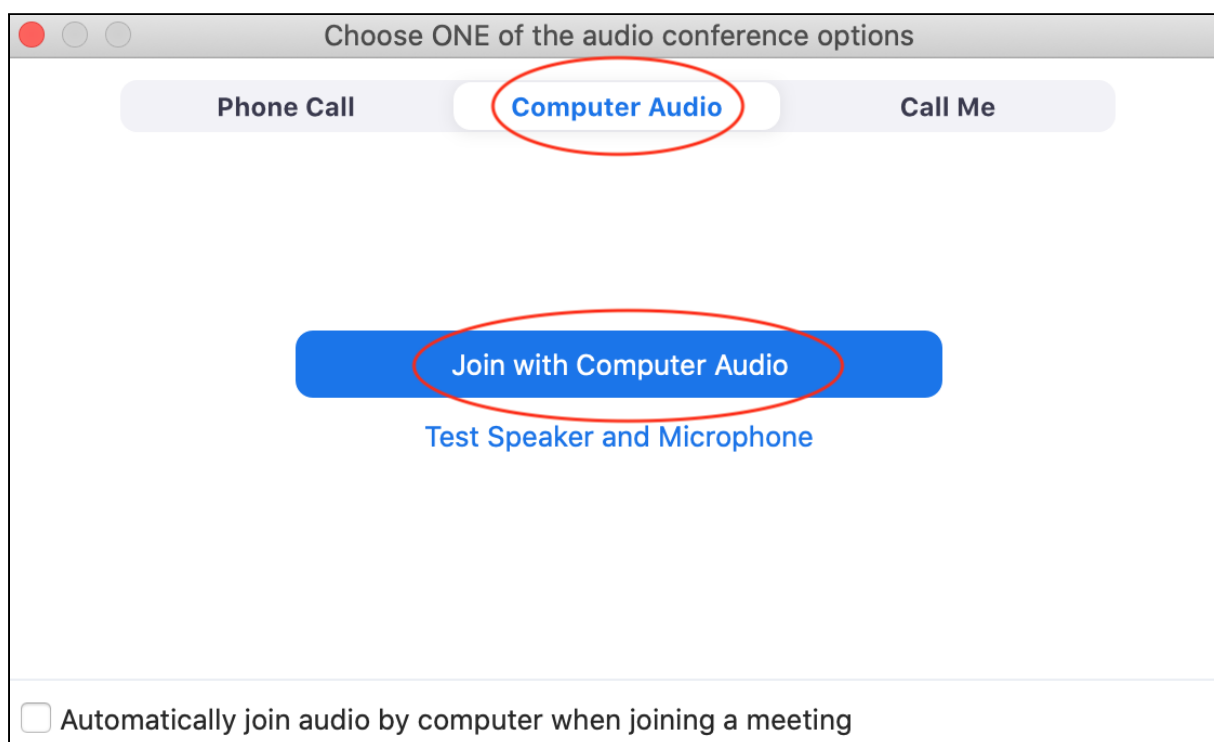 Choose ONE of the audio conference options
Phone Call Computer Audio Call Me
Join with Computer Audio
Test Speaker and Microphone
Automatically join audio by computer when joining a meeting